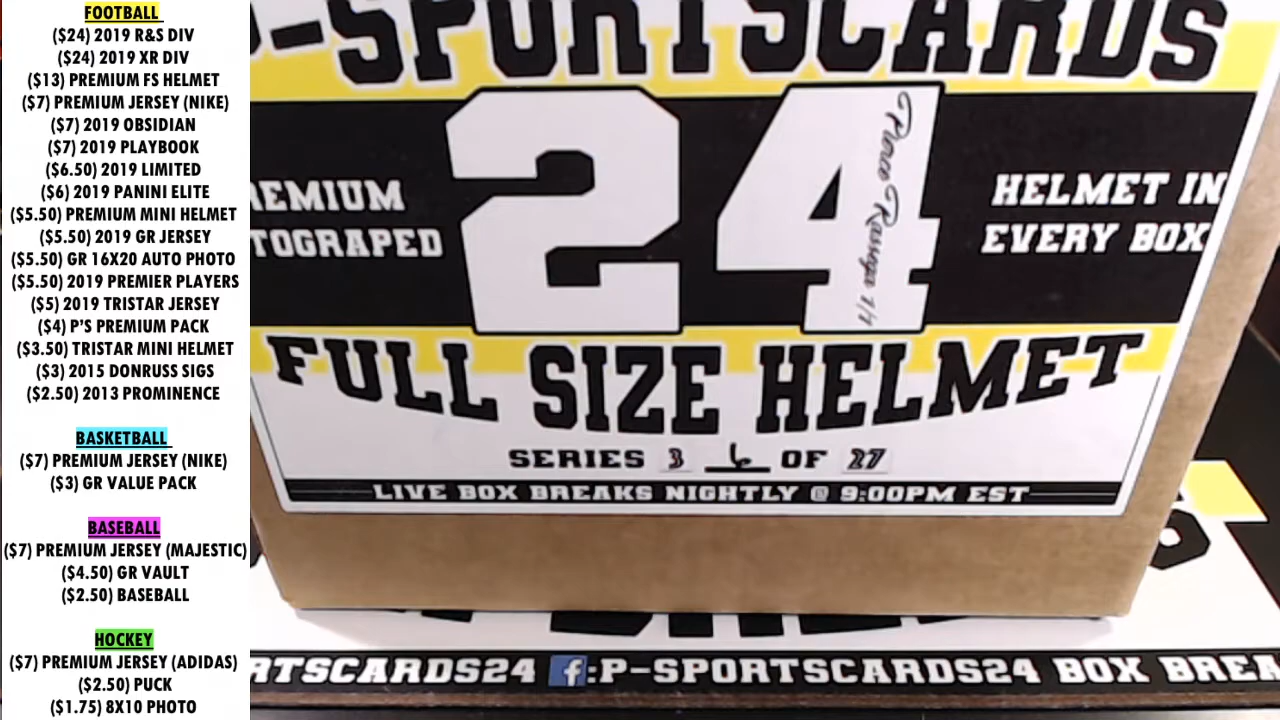 FOOTBALL
($24) 2019 R&S DIV
($24) 2019 XR DIV
($13) PREMIUM FS HELMET
($7) PREMIUM JERSEY (NIKE)
($7) 2019 OBSIDIAN
($7) 2019 PLAYBOOK
($6.50) 2019 LIMITED
($6) 2019 PANINI ELITE
($5.50) PREMIUM MINI HELMET
($5.50) 2019 GR JERSEY
($5.50) GR 16X20 AUTO PHOTO
($5.50) 2019 PREMIER PLAYERS
($5) 2019 TRISTAR JERSEY
($4) P'S PREMIUM PACK
($3.50) TRISTAR MINI HELMET
($3) 2015 DONRUSS SIGS
($2.50) 2013 PROMINENCE
BASKETBALL
($7) PREMIUM JERSEY (NIKE)
($3) GR VALUE PACK
BASEBALL
($7) PREMIUM JERSEY (MAJESTIC)
($4.50) GR VAULT
($2.50) BASEBALL
HOCKEY
($7) PREMIUM JERSEY (ADIDAS)
($2.50) PUCK
($1.75) 8X10 PHOTO
P-SPORTSCARDS
24
EMIUM
TOGRAPED
HELMET IN
EVERY BOX
FULL SIZE HELMET
SERIES 3 6 OF 27
LIVE BOX BREAKS NIGHTLY @ 9:00PM EST
RTSCARDS24 f:P-SPORTSCARDS24 BOX BREA